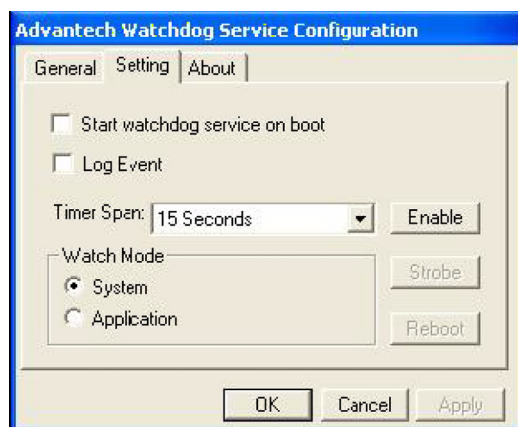 Advantech Watchdog Service Configuration
General Setting About
Start watchdog service on boot
Log Event
Timer Span: 15 Seconds Enable
Watch Mode
System
Application
Strobe
Reboot
OK Cancel Apply